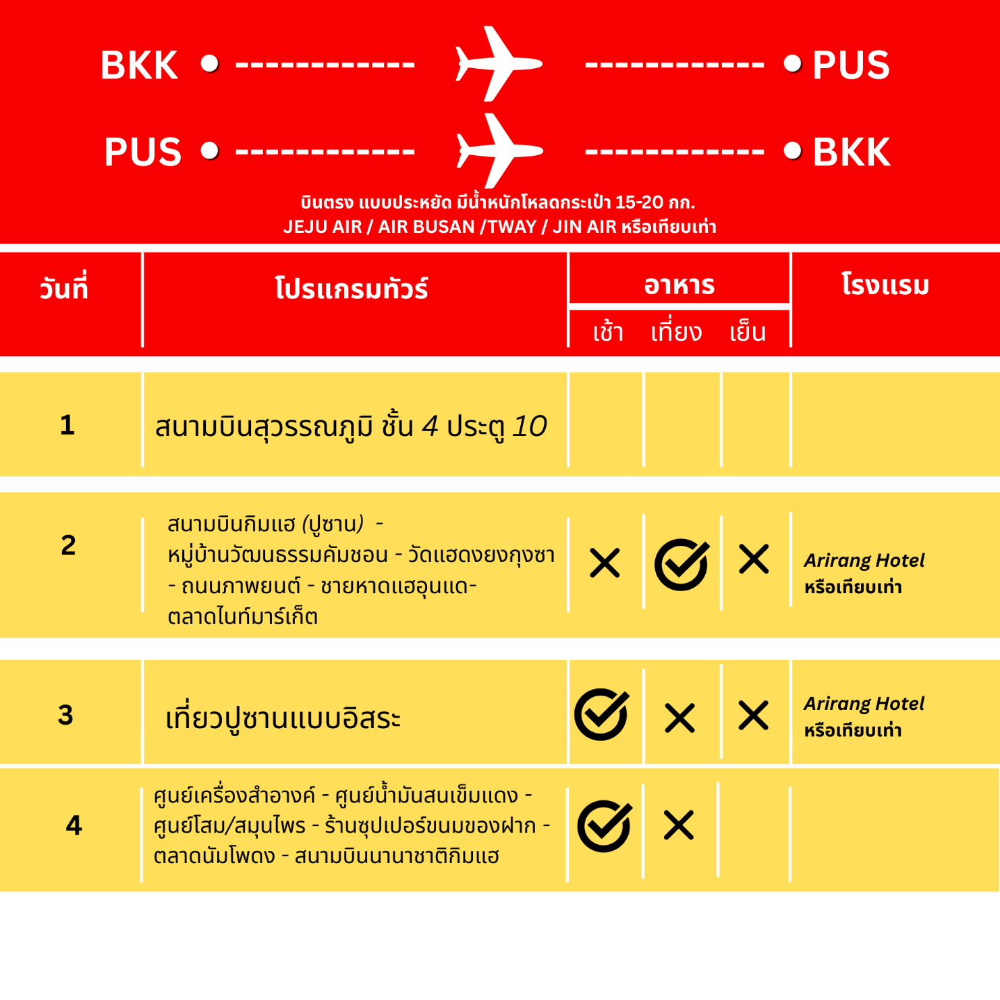 BKK PUS
PUS BKK
บินตรง แบบประหยัด มีน้ำหนักโหลดกระเป๋า 15-20 กก.
JEJU AIR / AIR BUSAN /TWAY / JIN AIR หรือเทียบเท่า
วันที่ โปรแกรมทัวร์ อาหาร โรงแรม
เช้า เที่ยง เย็น
1 สนามบินสุวรรณภูมิ ชั้น 4 ประตู 10
สนามบินกิมแฮ (ปูซาน) -
2 หมู่บ้านวัฒนธรรมคัมชอน - วัดแฮดงยงกุงซา
- ถนนภาพยนต์ - ชายหาดแฮอุนแด-
ตลาดไนท์มาร์เก็ต
Arirang Hotel
หรือเทียบเท่า
3 เที่ยวปูซานแบบอิสระ
Arirang Hotel
หรือเทียบเท่า
ศูนย์เครื่องสำอางค์ - ศูนย์น้ำมันสนเข็มแดง -
4 ศูนย์โสม/สมุนไพร - ร้านซุปเปอร์ขนมของฝาก -
ตลาดนัมโพดง - สนามบินนานาชาติกิมแฮ